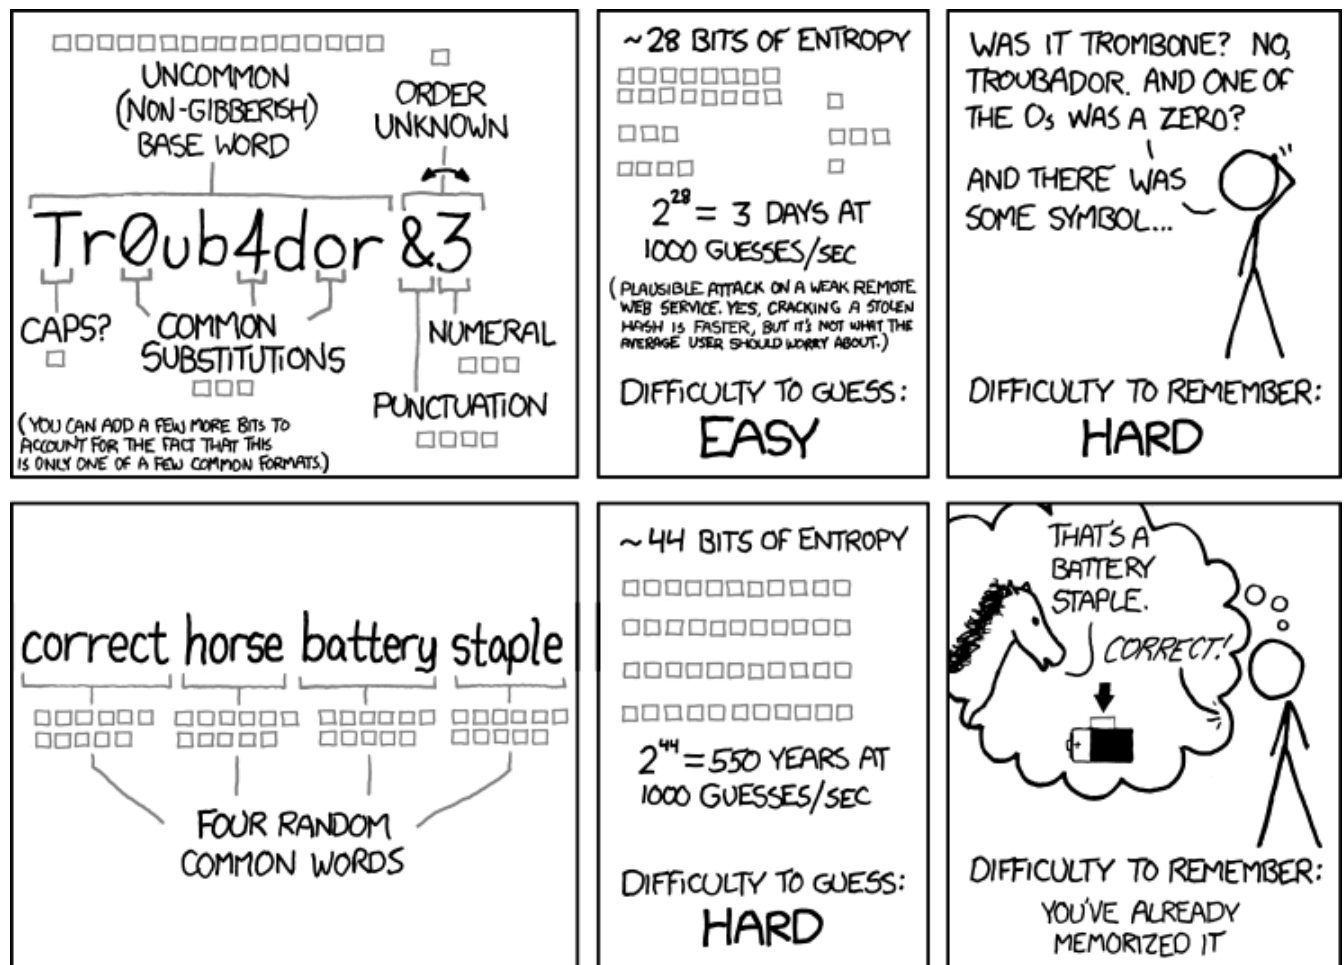 UNCOMMON
(NON-GIBBERISH)
BASE WORD
ORDER
UNKNOWN
Tr0ub4dor &3
CAPS?
COMMON
SUBSTITUTIONS
NUMERAL
PUNCTUATION
(YOU CAN ADD A FEW MORE BITS TO
ACCOUNT FOR THE FACT THAT THIS
IS ONLY ONE OF A FEW COMMON FORMATS.)
~28 BITS OF ENTROPY
2^28 = 3 DAYS AT
1000 GUESSES/SEC
(PLAUSIBLE ATTACK ON A WEAK REMOTE
WEB SERVICE. YES, CRACKING A STOLEN
HASH IS FASTER, BUT IT'S NOT WHAT THE
AVERAGE USER SHOULD WORRY ABOUT.)
DIFFICULTY TO GUESS:
EASY
WAS IT TROMBONE? NO,
TROUBADOR. AND ONE OF
THE Os WAS A ZERO?
AND THERE WAS
SOME SYMBOL...
DIFFICULTY TO REMEMBER:
HARD
correct horse battery staple
FOUR RANDOM
COMMON WORDS
~44 BITS OF ENTROPY
2^44 = 550 YEARS AT
1000 GUESSES/SEC
DIFFICULTY TO GUESS:
HARD
THAT'S A
BATTERY
STAPLE.
CORRECT!
+
DIFFICULTY TO REMEMBER:
YOU'VE ALREADY
MEMORIZED IT